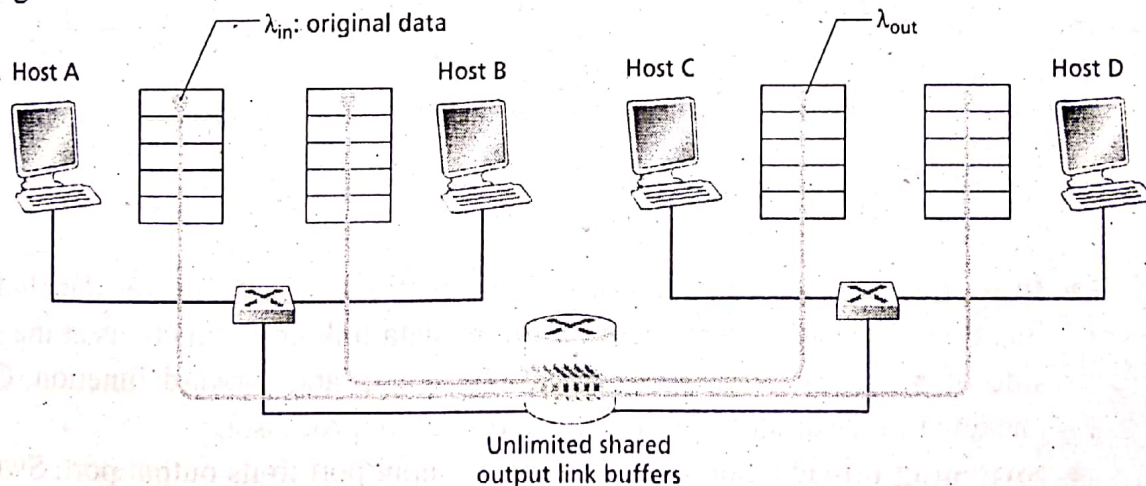 λin: original data
λout
Host A
Host B
Host C
Host D
Unlimited shared
output link buffers